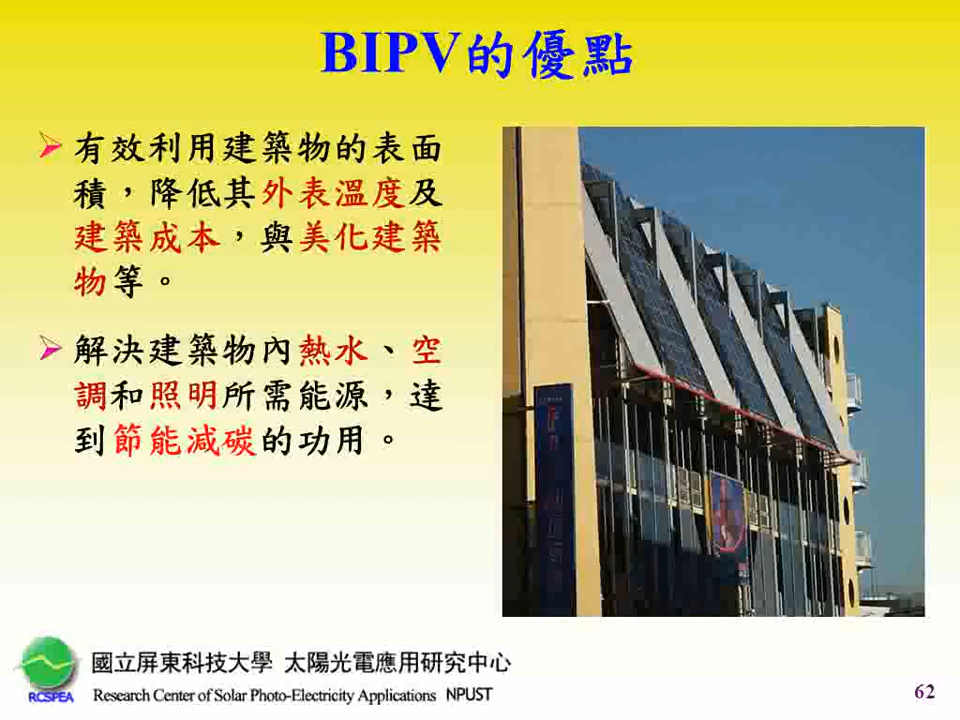 BIPV的優點
有效利用建築物的表面
積，降低其外表溫度及
建築成本，與美化建築
物等。
解決建築物內熱水、空
調和照明所需能源，達
到節能減碳的功用。
國立屏東科技大學 太陽光電應用研究中心
RCSPEA
Research Center of Solar Photo-Electricity Applications NPUST
62